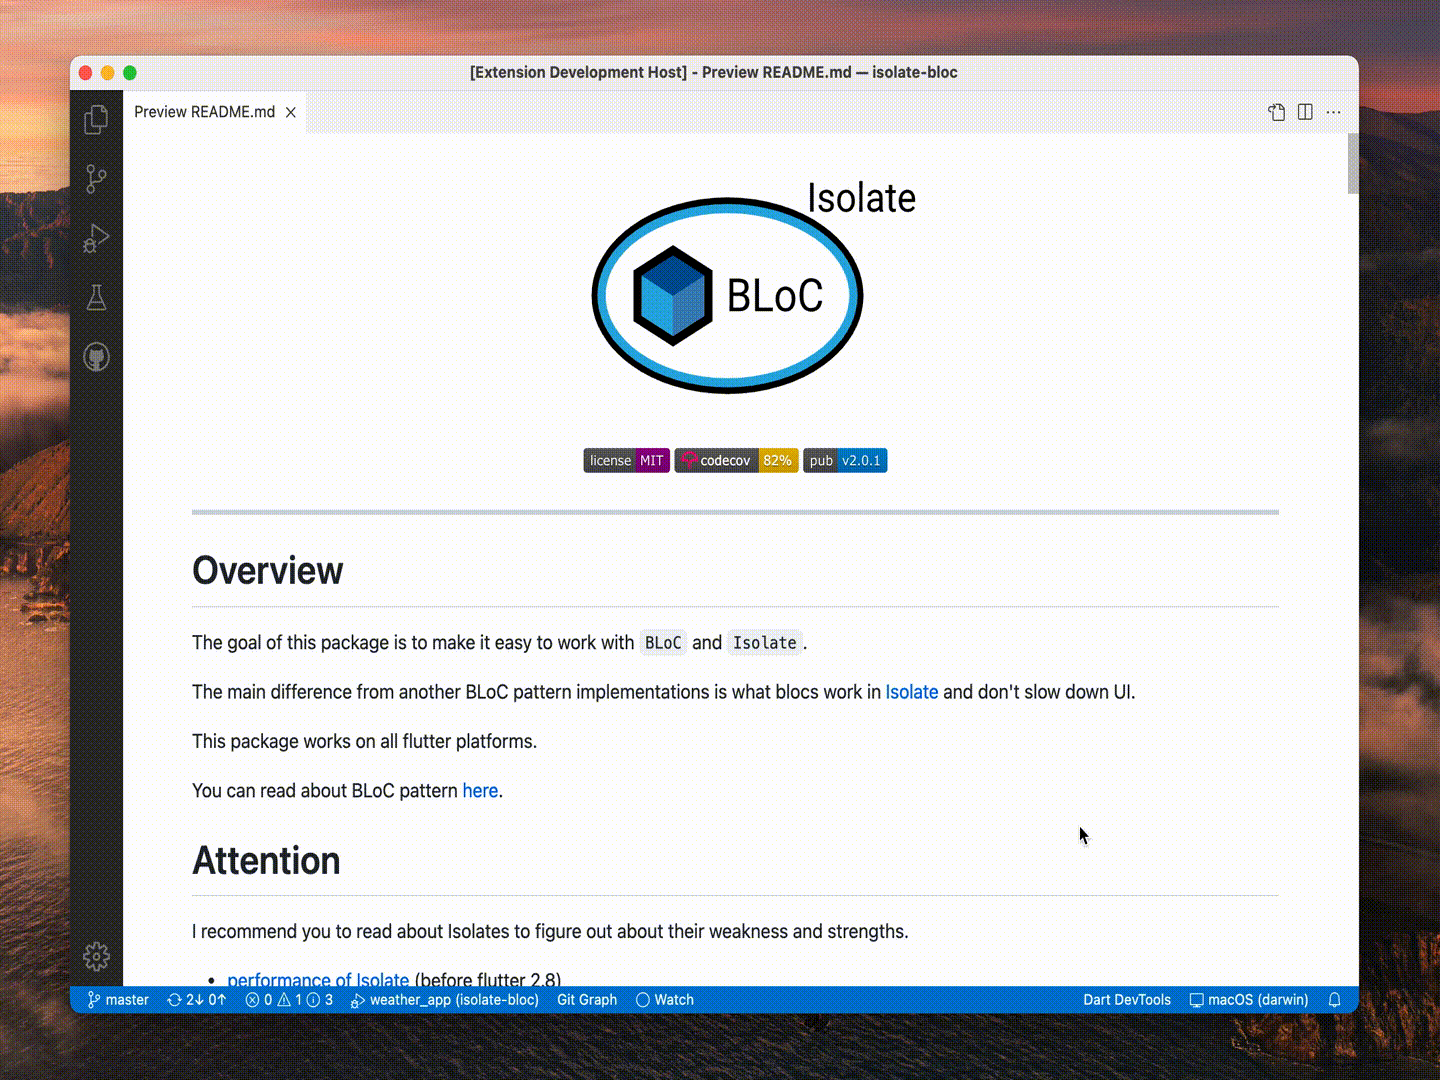 [Extension Development Host] - Preview README.md — isolate-bloc
Preview README.md
Isolate
BLoC
license MIT codecov 82% pub v2.0.1
Overview
The goal of this package is to make it easy to work with BLoC and Isolate.
The main difference from another BLoC pattern implementations is what blocs work in Isolate and don't slow down UI.
This package works on all flutter platforms.
You can read about BLoC pattern here.
Attention
I recommend you to read about Isolates to figure out about their weakness and strengths.
• performance of Isolate (before flutter 2.8)
master 2↓ 0↑ 0 1 3 weather_app (isolate-bloc) Git Graph Watch Dart DevTools macOS (darwin)